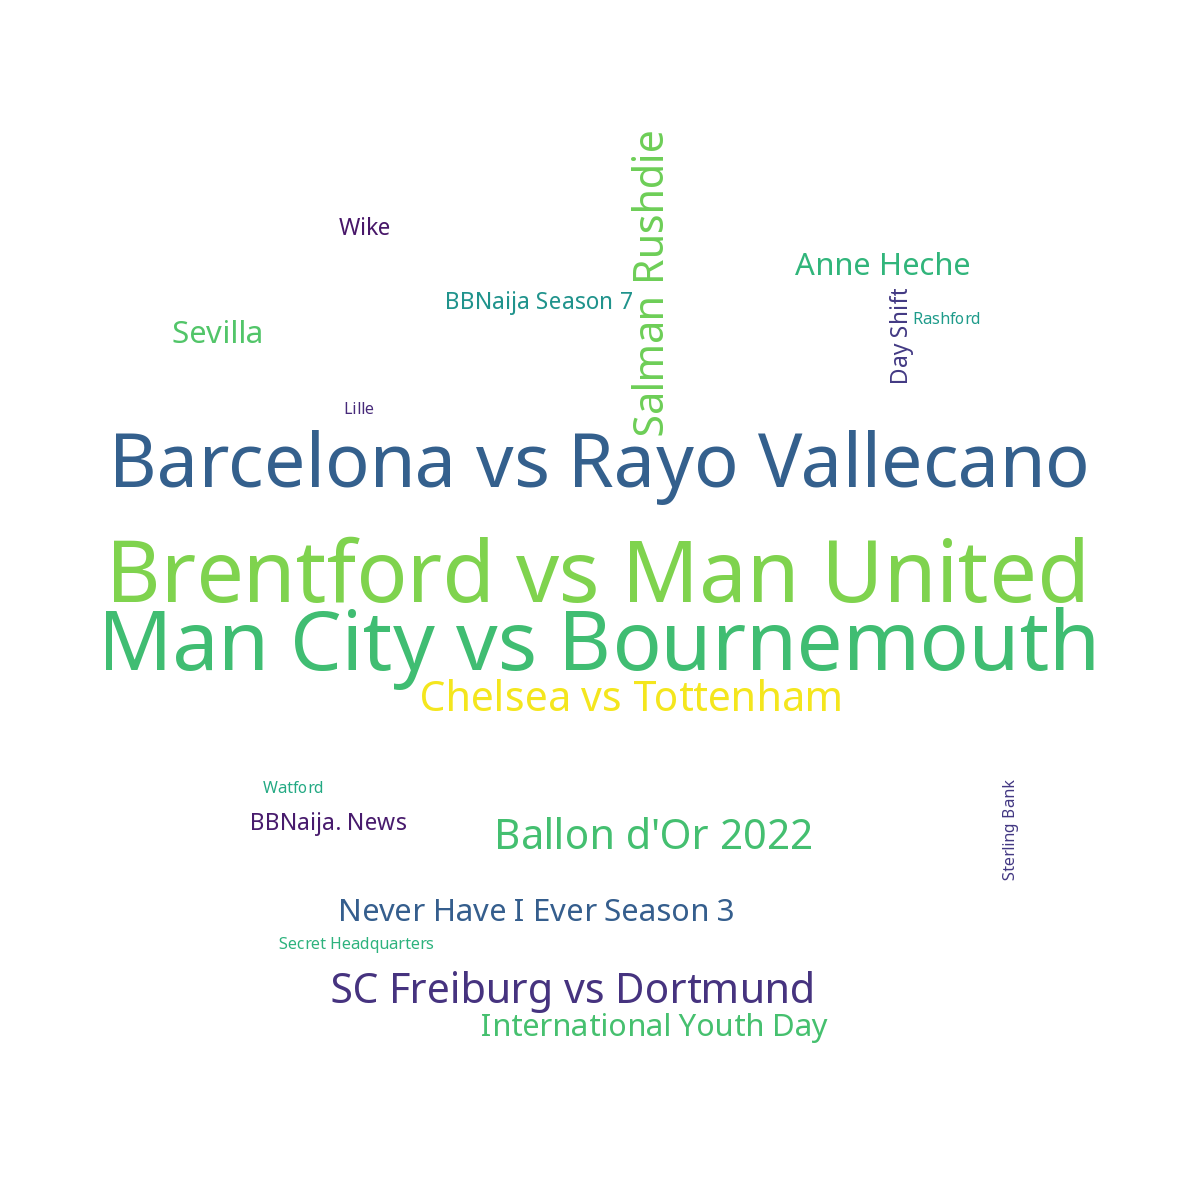 Salman Rushdie
Wike
Anne Heche
BBNaija Season 7
Day Shift
Rashford
Sevilla
Lille
Barcelona vs Rayo Vallecano
Brentford vs Man United
Man City vs Bournemouth
Chelsea vs Tottenham
Watford
Sterling Bank
BBNaija. News
Ballon d'Or 2022
Never Have I Ever Season 3
Secret Headquarters
SC Freiburg vs Dortmund
International Youth Day